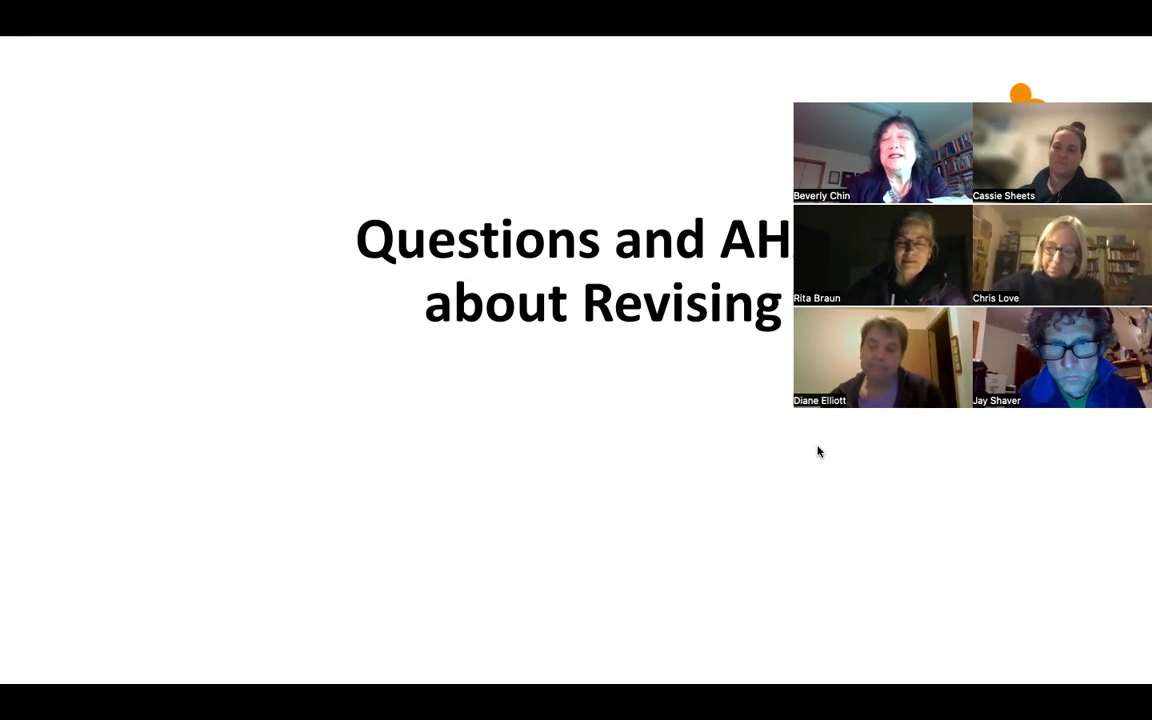 Questions and AH
about Revising
Beverly Chin
Cassie Sheets
Rita Braun
Chris Love
Diane Elliott
Jay Shaver